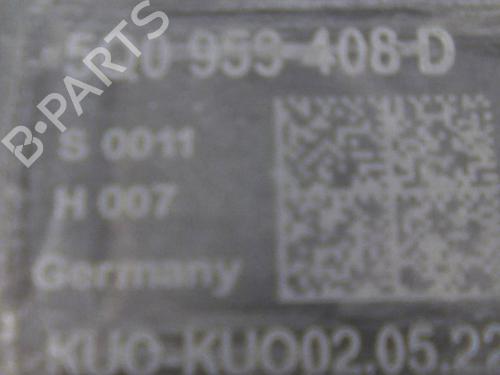 959-408-D
B-PARTS
S 0011
H 007
Germany
KUO-KUO02.05.22